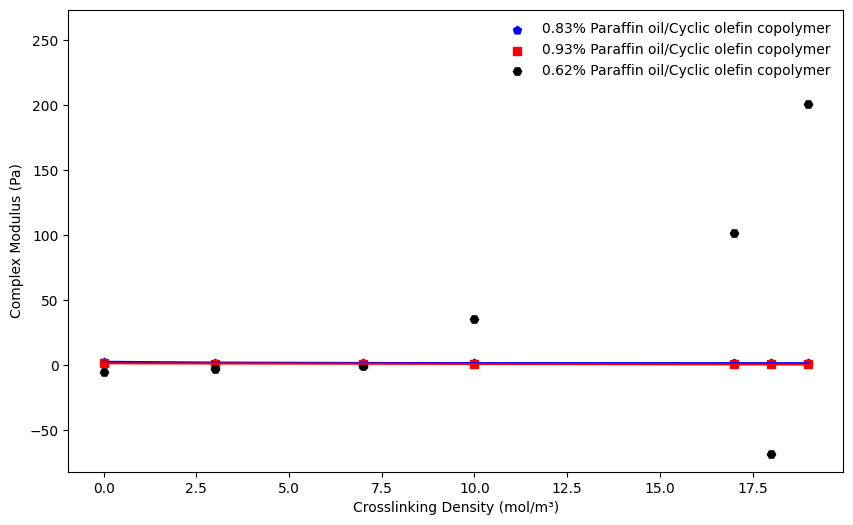 0.83% Paraffin oil/Cyclic olefin copolymer
0.93% Paraffin oil/Cyclic olefin copolymer
0.62% Paraffin oil/Cyclic olefin copolymer
250
200
150
100
50
0
−50
Complex Modulus (Pa)
0.0 2.5 5.0 7.5 10.0 12.5 15.0 17.5
Crosslinking Density (mol/m³)